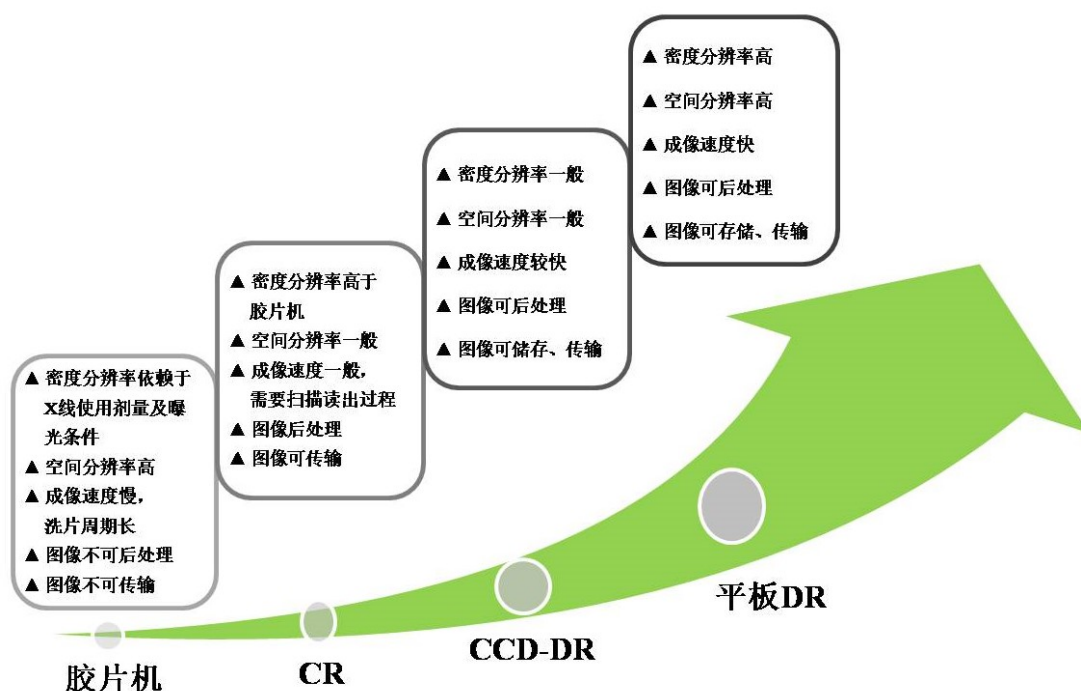 ▲ 密度分辨率依赖于
X线使用剂量及曝
光条件
▲ 空间分辨率高
▲ 成像速度慢，
洗片周期长
▲ 图像不可后处理
▲ 图像不可传输
胶片机
▲ 密度分辨率高于
胶片机
▲ 空间分辨率一般
▲ 成像速度一般，
需要扫描读出过程
▲ 图像后处理
▲ 图像可传输
CR
▲ 密度分辨率一般
▲ 空间分辨率一般
▲ 成像速度较快
▲ 图像可后处理
▲ 图像可储存、传输
CCD-DR
▲ 密度分辨率高
▲ 空间分辨率高
▲ 成像速度快
▲ 图像可后处理
▲ 图像可存储、传输
平板DR